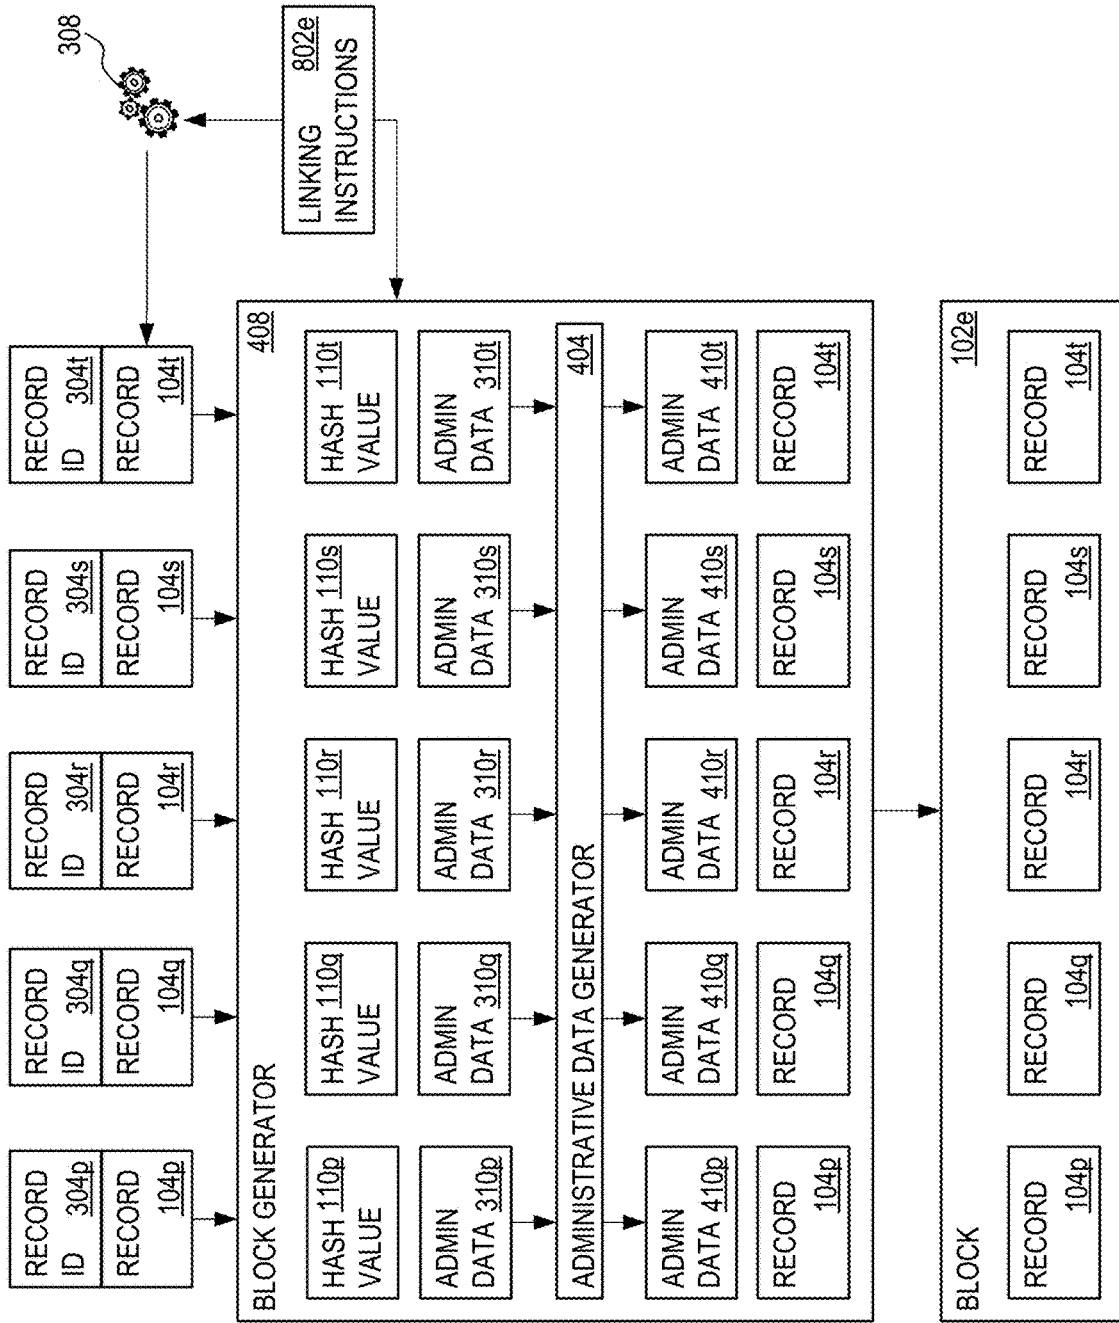 RECORD
ID 304p
RECORD
104p
RECORD
ID 304q
RECORD
104q
RECORD
ID 304r
RECORD
104r
RECORD
ID 304s
RECORD
104s
RECORD
ID 304t
RECORD
104t
308
LINKING 802e
INSTRUCTIONS
BLOCK GENERATOR 408
HASH 110p
VALUE
HASH 110q
VALUE
HASH 110r
VALUE
HASH 110s
VALUE
HASH 110t
VALUE
ADMIN
DATA 310p
ADMIN
DATA 310q
ADMIN
DATA 310r
ADMIN
DATA 310s
ADMIN
DATA 310t
ADMINISTRATIVE DATA GENERATOR 404
ADMIN
DATA 410p
ADMIN
DATA 410q
ADMIN
DATA 410r
ADMIN
DATA 410s
ADMIN
DATA 410t
RECORD
104p
RECORD
104q
RECORD
104r
RECORD
104s
RECORD
104t
BLOCK 102e
RECORD
104p
RECORD
104q
RECORD
104r
RECORD
104s
RECORD
104t